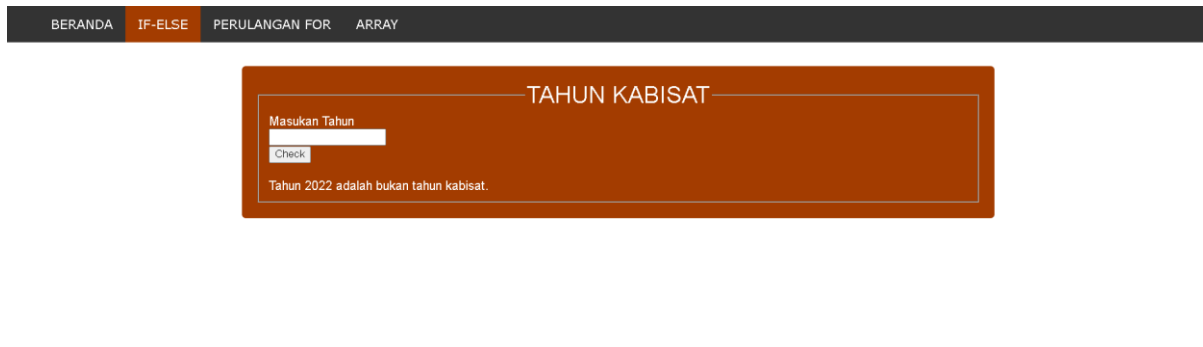 BERANDA IF-ELSE PERULANGAN FOR ARRAY
TAHUN KABISAT
Masukan Tahun
Check
Tahun 2022 adalah bukan tahun kabisat.